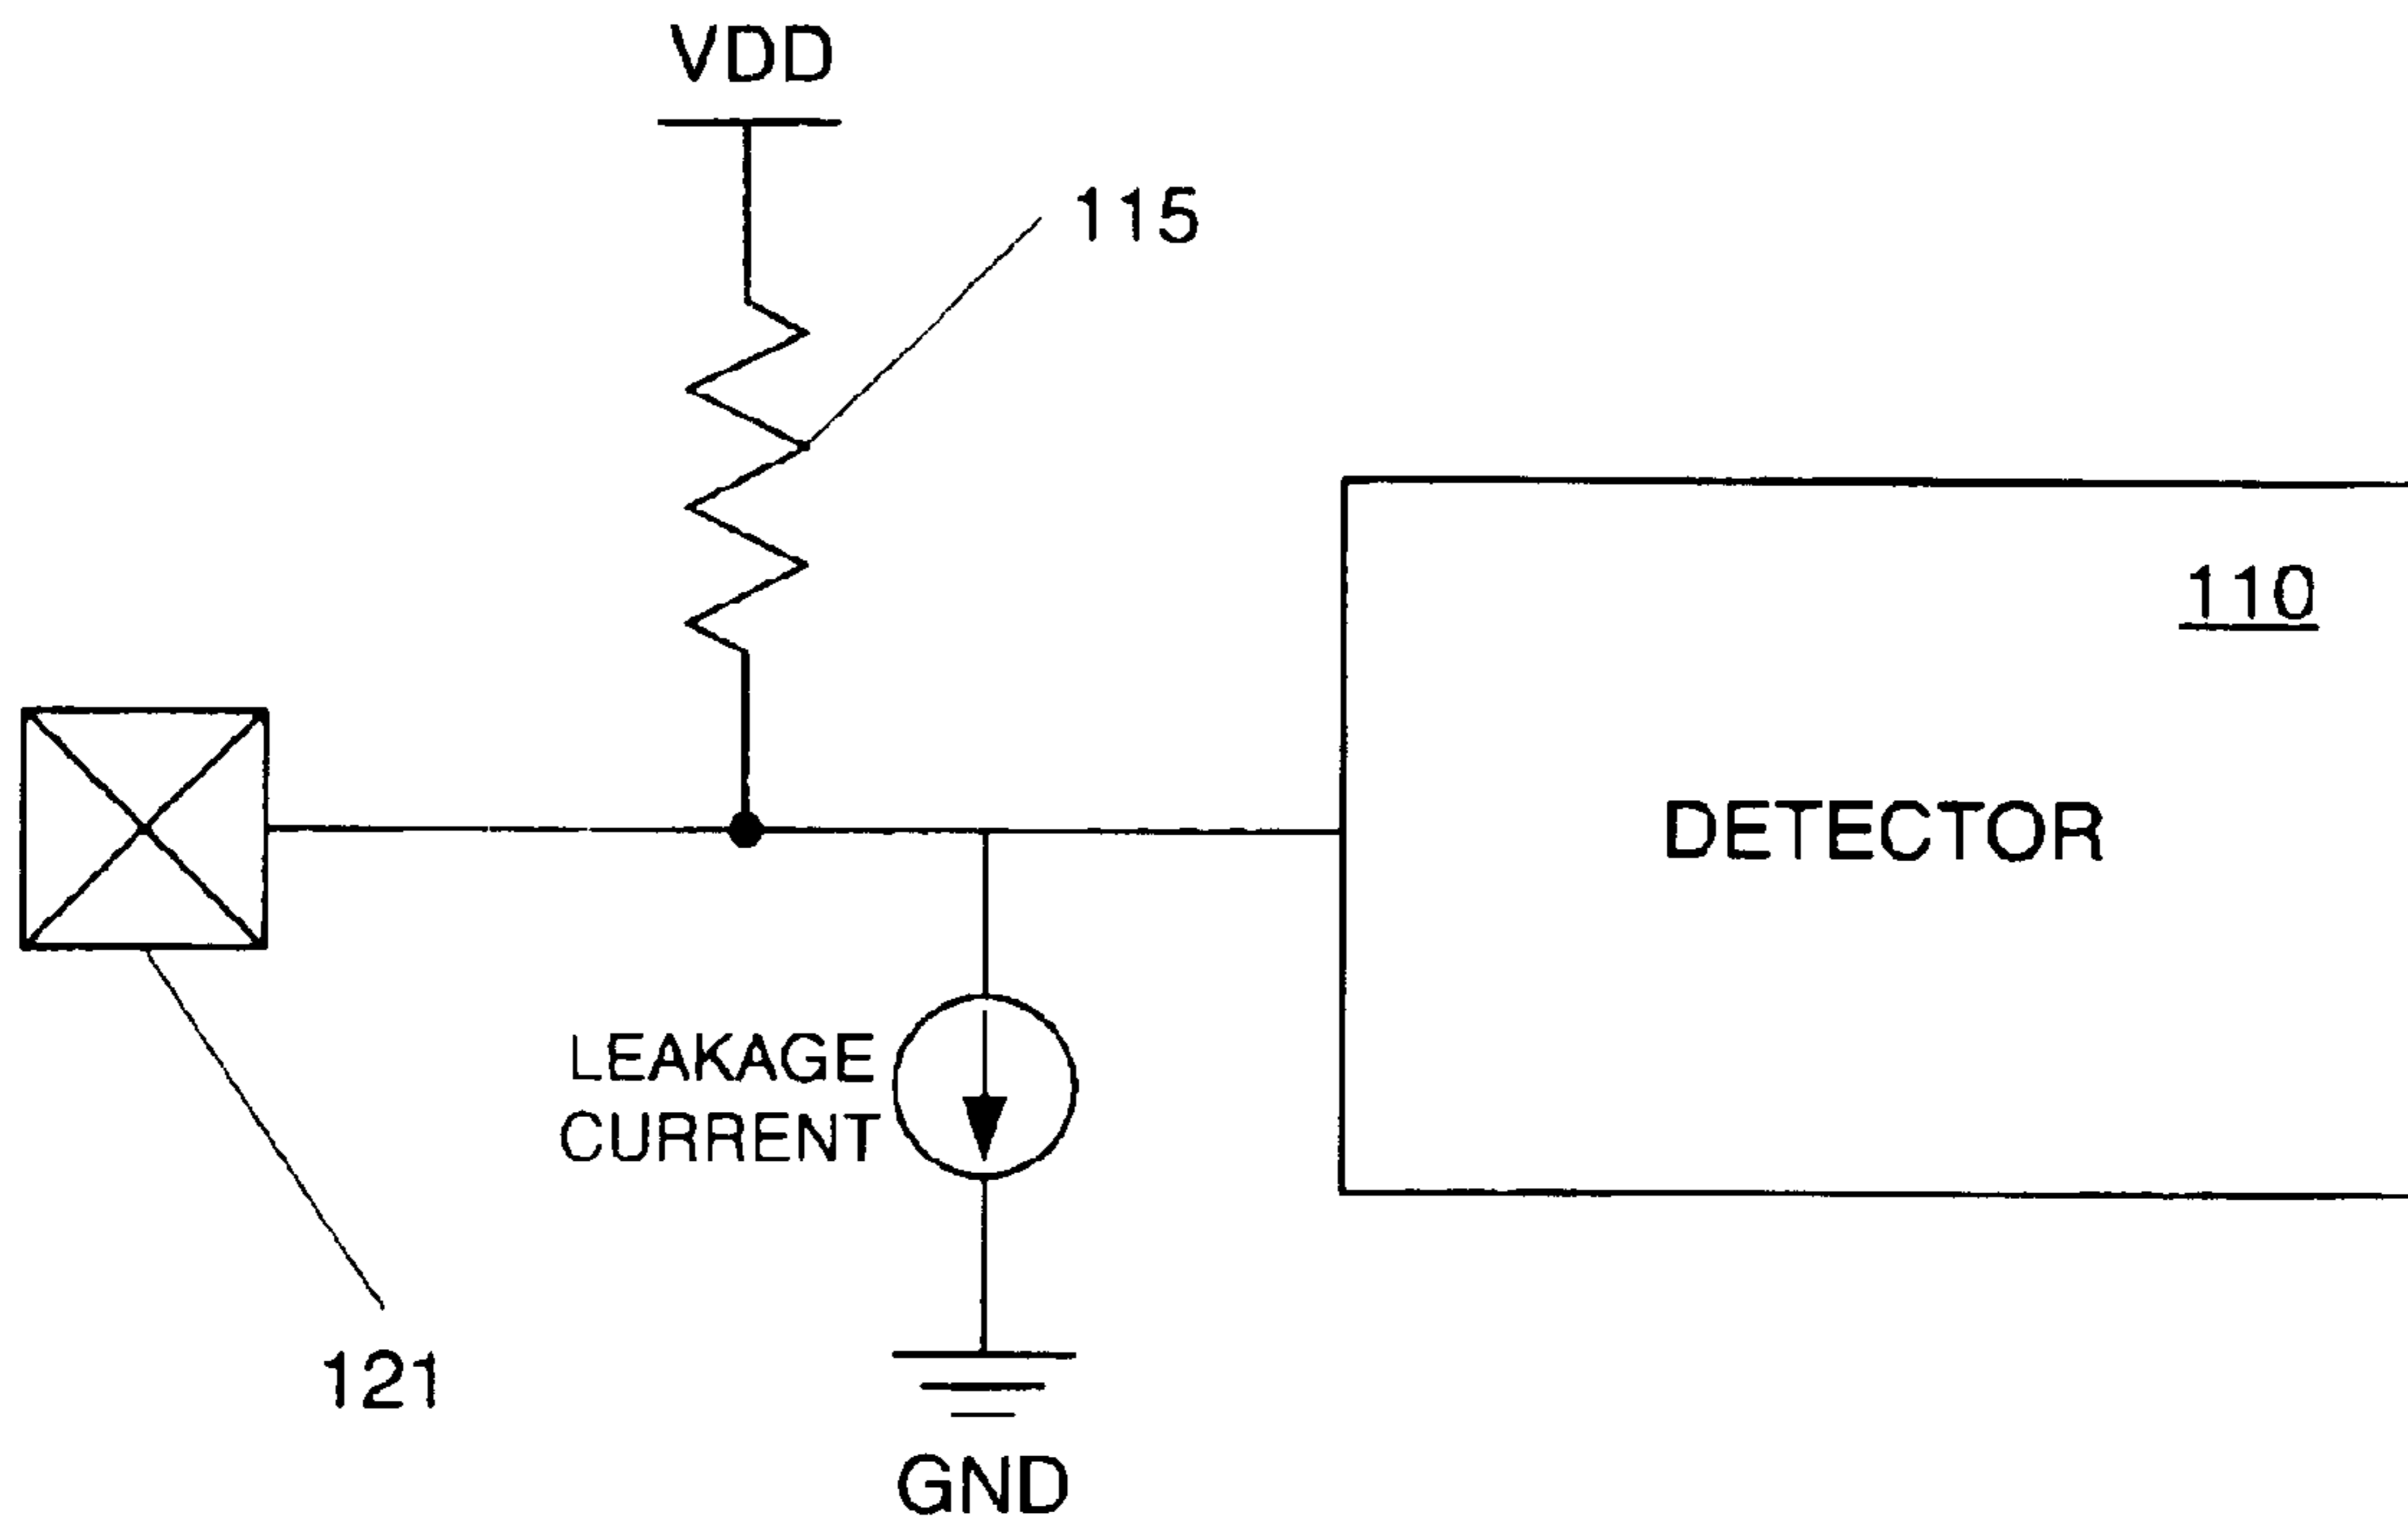 VDD
115
110
DETECTOR
LEAKAGE
CURRENT
121
GND